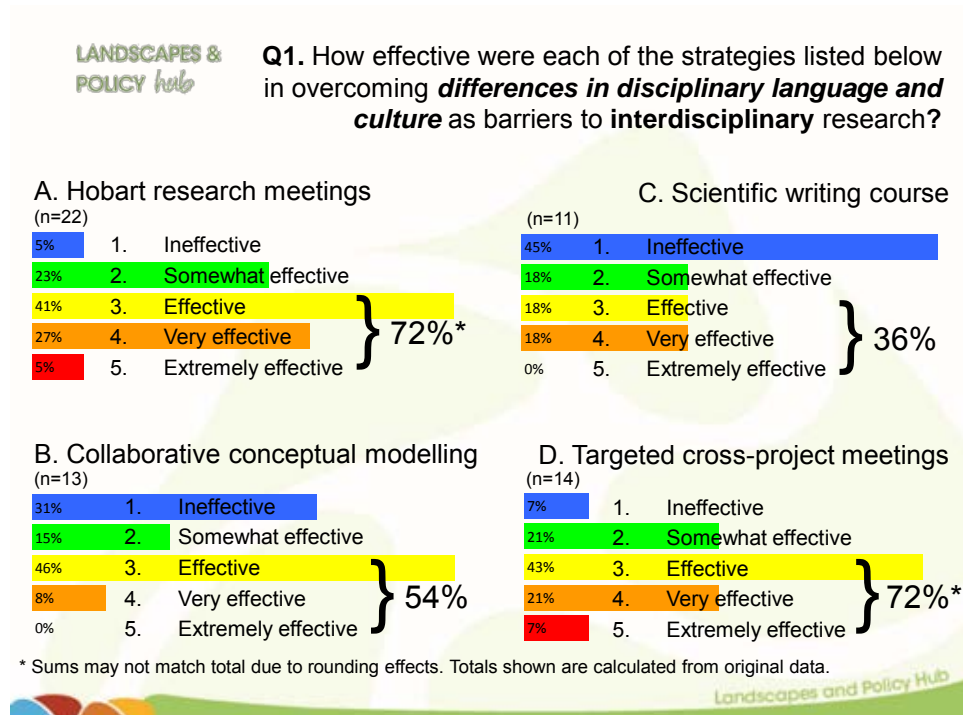 LANDSCAPES &
POLICY hub
Q1. How effective were each of the strategies listed below
in overcoming differences in disciplinary language and
culture as barriers to interdisciplinary research?
A. Hobart research meetings
(n=22)
5% 1. Ineffective
23% 2. Somewhat effective
41% 3. Effective
27% 4. Very effective
5% 5. Extremely effective
} 72%*
C. Scientific writing course
(n=11)
45% 1. Ineffective
18% 2. Somewhat effective
18% 3. Effective
18% 4. Very effective
0% 5. Extremely effective
} 36%
B. Collaborative conceptual modelling
(n=13)
31% 1. Ineffective
15% 2. Somewhat effective
46% 3. Effective
8% 4. Very effective
0% 5. Extremely effective
} 54%
D. Targeted cross-project meetings
(n=14)
7% 1. Ineffective
21% 2. Somewhat effective
43% 3. Effective
21% 4. Very effective
7% 5. Extremely effective
} 72%*
* Sums may not match total due to rounding effects. Totals shown are calculated from original data.
Landscapes and Policy Hub